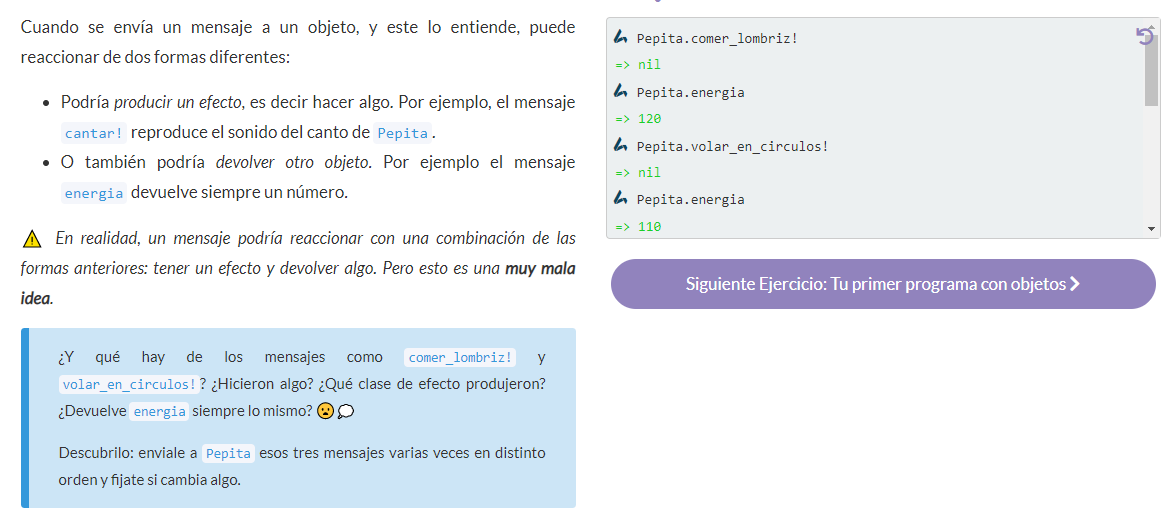 Cuando se envía un mensaje a un objeto, y este lo entiende, puede
reaccionar de dos formas diferentes:
• Podría producir un efecto, es decir hacer algo. Por ejemplo, el mensaje
cantar! reproduce el sonido del canto de Pepita.
• O también podría devolver otro objeto. Por ejemplo el mensaje
energia devuelve siempre un número.
En realidad, un mensaje podría reaccionar con una combinación de las
formas anteriores: tener un efecto y devolver algo. Pero esto es una muy mala
idea.
¿Y qué hay de los mensajes como comer_lombriz! y
volar_en_circulos!? ¿Hicieron algo? ¿Qué clase de efecto produjeron?
¿Devuelve energia siempre lo mismo? 😮💭
Descubrilo: enviale a Pepita esos tres mensajes varias veces en distinto
orden y fijate si cambia algo.
Pepita.comer_lombriz!
=> nil
Pepita.energia
=> 120
Pepita.volar_en_circulos!
=> nil
Pepita.energia
=> 110
Siguiente Ejercicio: Tu primer programa con objetos